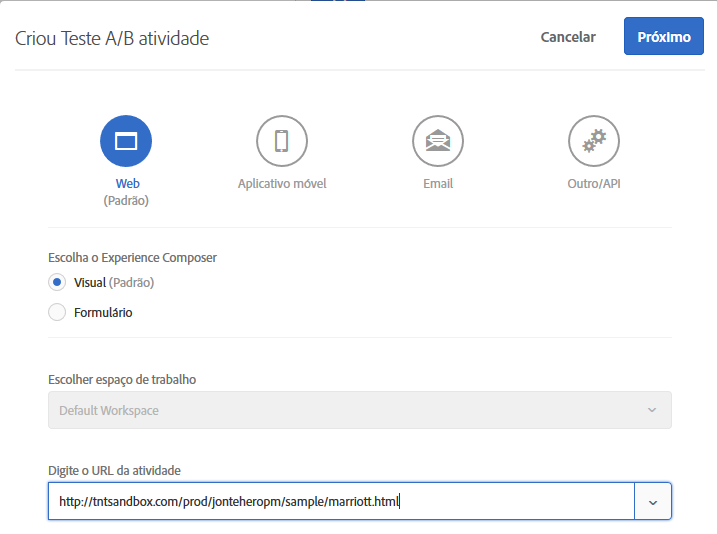 Criou Teste A/B atividade
Cancelar
Próximo
Web
(Padrão)
Aplicativo móvel
Email
Outro/API
Escolha o Experience Composer
Visual (Padrão)
Formulário
Escolher espaço de trabalho
Default Workspace
Digite o URL da atividade
http://tntsandbox.com/prod/jonteheropm/sample/marriott.html